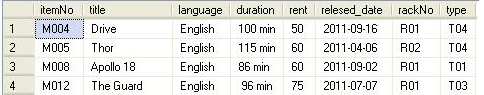 itemNo title language duration rent relesed_date rackNo type
1 M004 Drive English 100 min 50 2011-09-16 R01 T04
2 M005 Thor English 115 min 60 2011-04-06 R02 T04
3 M008 Apollo 18 English 86 min 60 2011-09-02 R01 T01
4 M012 The Guard English 96 min 75 2011-07-07 R01 T03